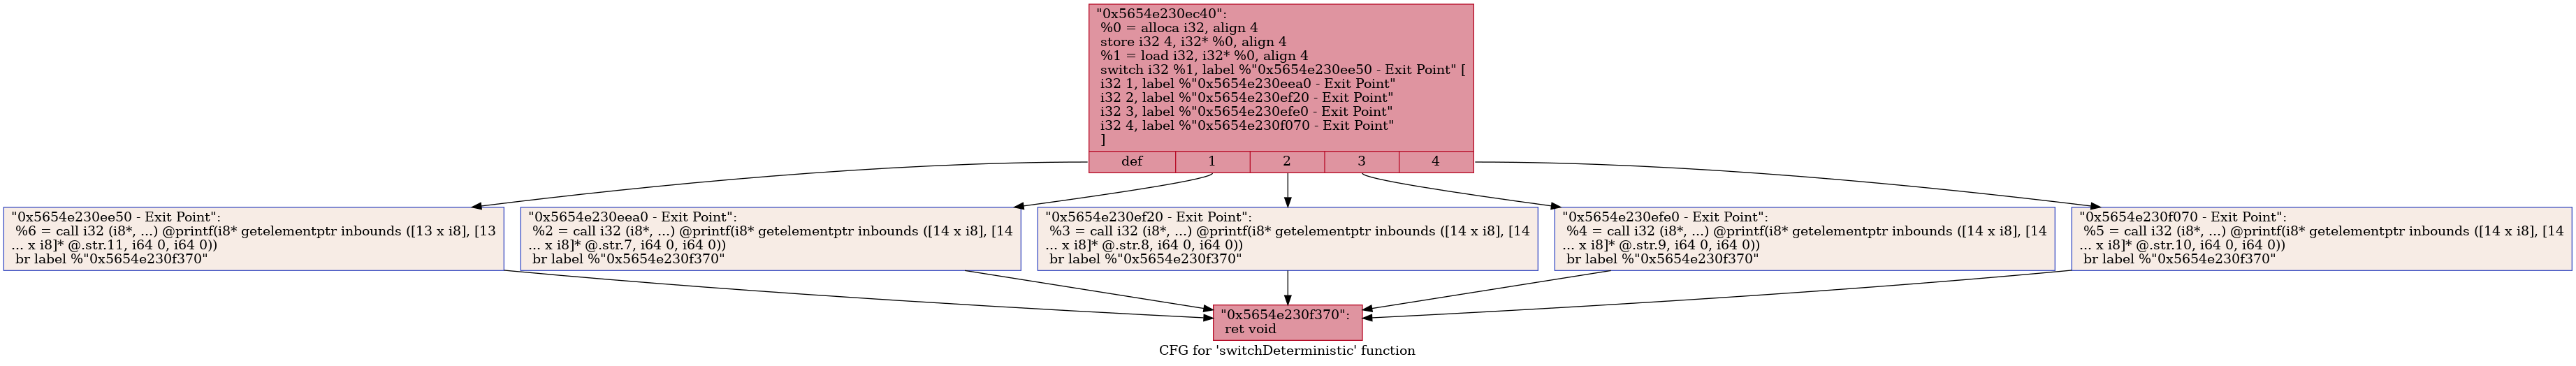 "0x5654e230ec40":
%0 = alloca i32, align 4
store i32 4, i32* %0, align 4
%1 = load i32, i32* %0, align 4
switch i32 %1, label %"0x5654e230ee50 - Exit Point" [
i32 1, label %"0x5654e230eea0 - Exit Point"
i32 2, label %"0x5654e230ef20 - Exit Point"
i32 3, label %"0x5654e230efe0 - Exit Point"
i32 4, label %"0x5654e230f070 - Exit Point"
]
def 1 2 3 4
"0x5654e230ee50 - Exit Point":
%6 = call i32 (i8*, ...) @printf(i8* getelementptr inbounds ([13 x i8], [13
... x i8]* @.str.11, i64 0, i64 0))
br label %"0x5654e230f370"
"0x5654e230eea0 - Exit Point":
%2 = call i32 (i8*, ...) @printf(i8* getelementptr inbounds ([14 x i8], [14
... x i8]* @.str.7, i64 0, i64 0))
br label %"0x5654e230f370"
"0x5654e230ef20 - Exit Point":
%3 = call i32 (i8*, ...) @printf(i8* getelementptr inbounds ([14 x i8], [14
... x i8]* @.str.8, i64 0, i64 0))
br label %"0x5654e230f370"
"0x5654e230efe0 - Exit Point":
%4 = call i32 (i8*, ...) @printf(i8* getelementptr inbounds ([14 x i8], [14
... x i8]* @.str.9, i64 0, i64 0))
br label %"0x5654e230f370"
"0x5654e230f070 - Exit Point":
%5 = call i32 (i8*, ...) @printf(i8* getelementptr inbounds ([14 x i8], [14
... x i8]* @.str.10, i64 0, i64 0))
br label %"0x5654e230f370"
"0x5654e230f370":
ret void
CFG for 'switchDeterministic' function